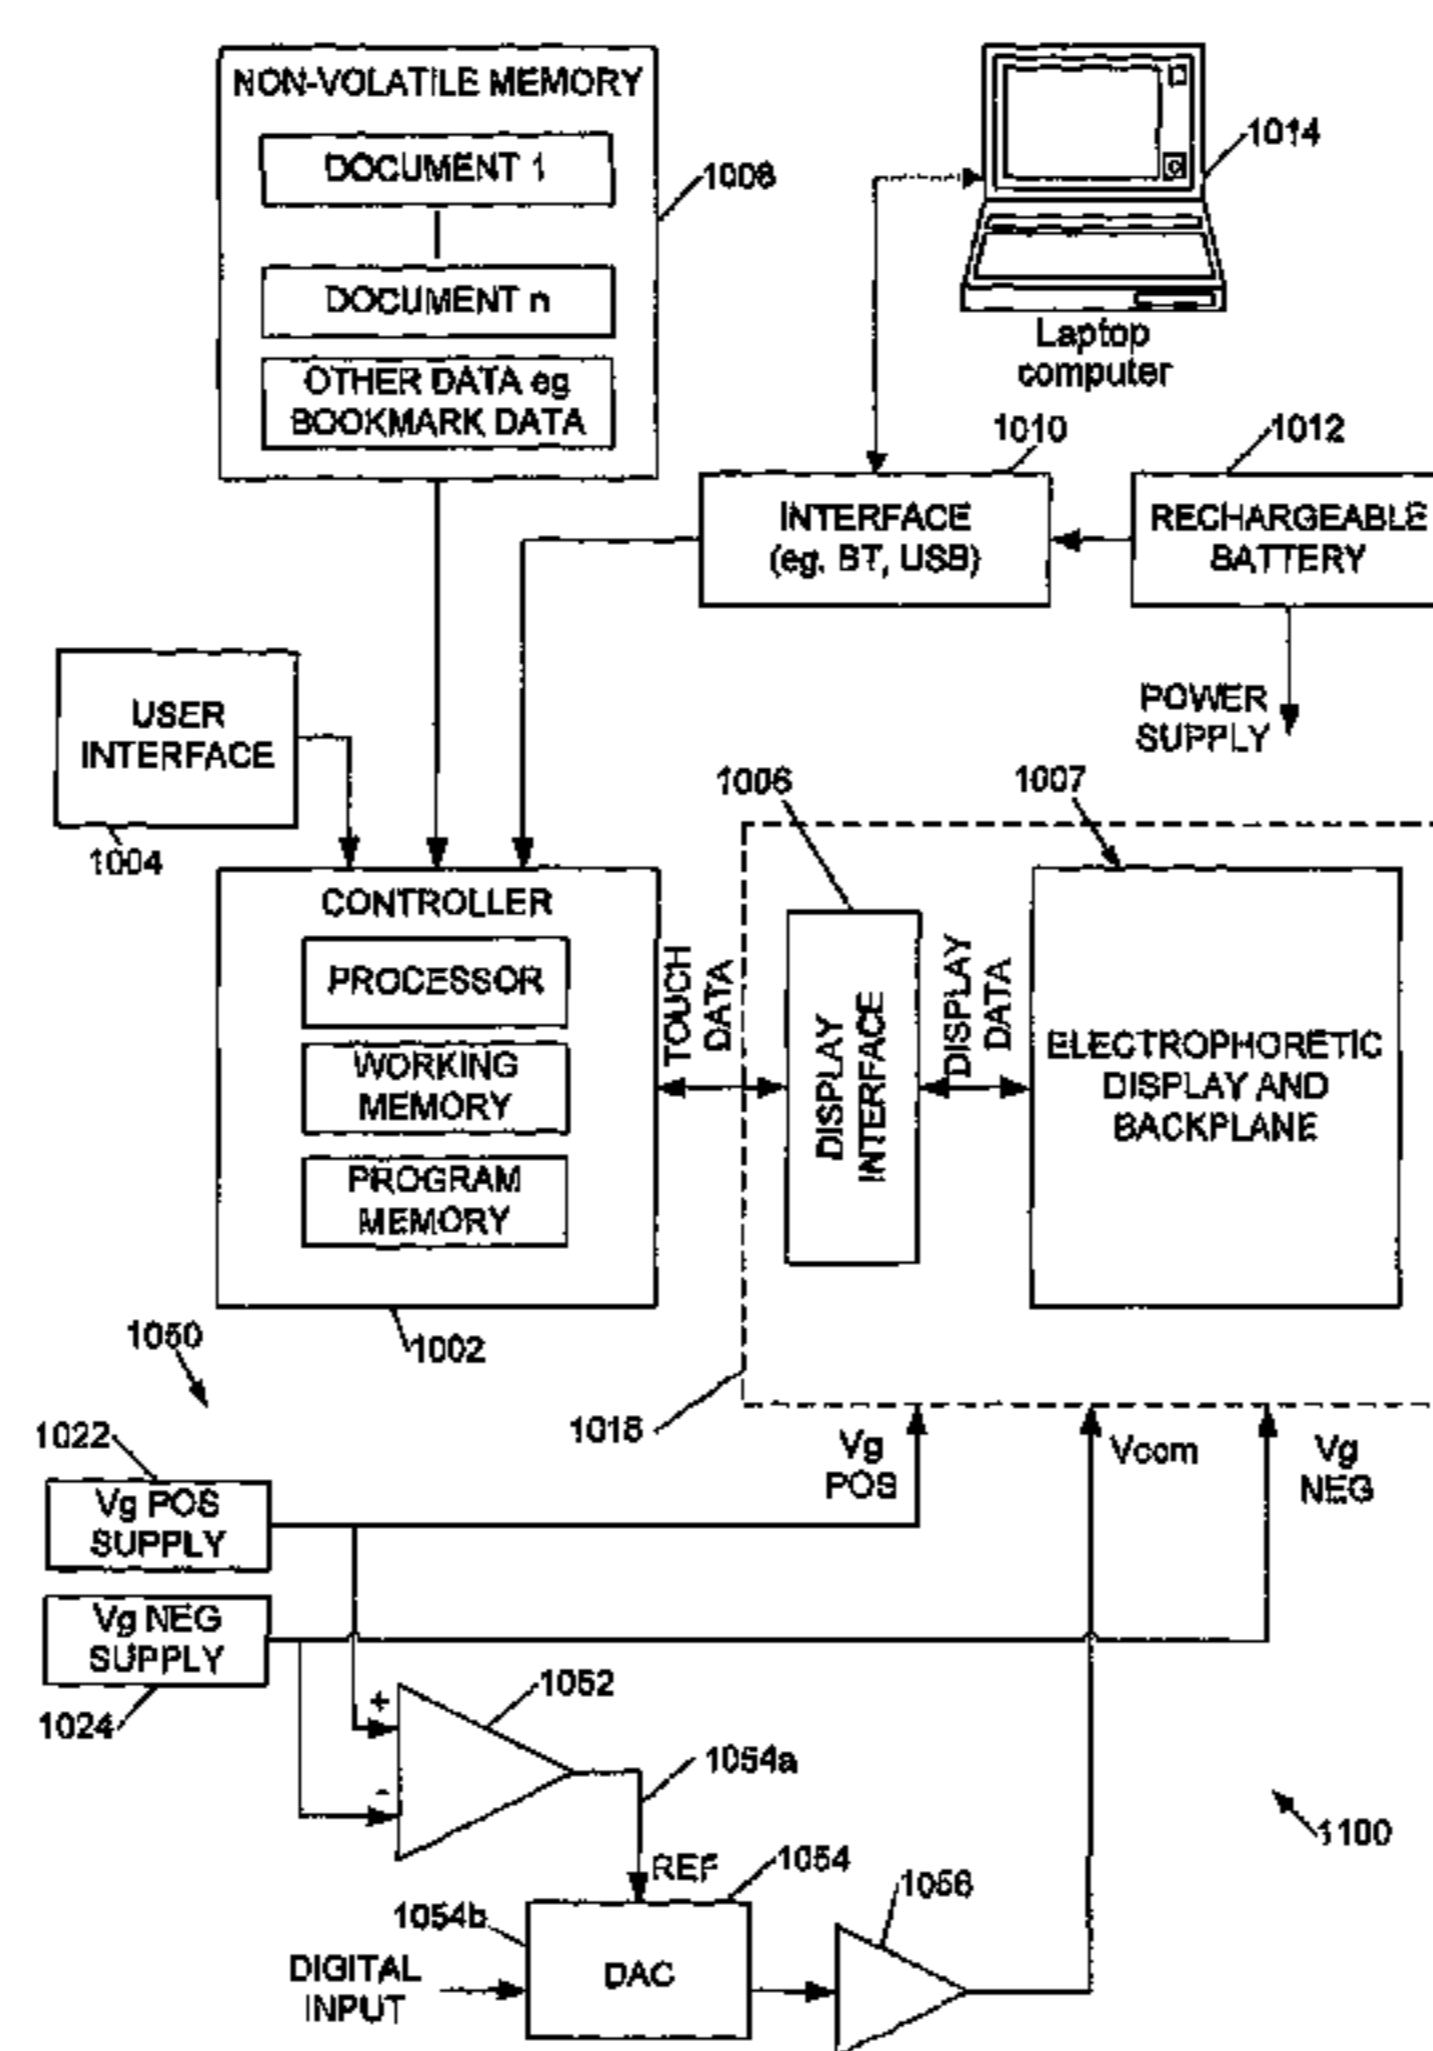 NON-VOLATILE MEMORY
DOCUMENT 1
DOCUMENT n
OTHER DATA eg
BOOKMARK DATA
1008
1014
Laptop
computer
1010
1012
INTERFACE
(eg. BT, USB)
RECHARGEABLE
BATTERY
POWER
SUPPLY
USER
INTERFACE
1004
1006
1007
CONTROLLER
PROCESSOR
WORKING
MEMORY
PROGRAM
MEMORY
TOUCH
DATA
DISPLAY
INTERFACE
DISPLAY
DATA
ELECTROPHORETIC
DISPLAY AND
BACKPLANE
1002
1050
1018
1022
Vg POS
SUPPLY
Vg
POS
Vcom
Vg
NEG
Vg NEG
SUPPLY
1024
+
-
1052
1054a
REF
1054
1054b
1056
1100
DIGITAL
INPUT
DAC